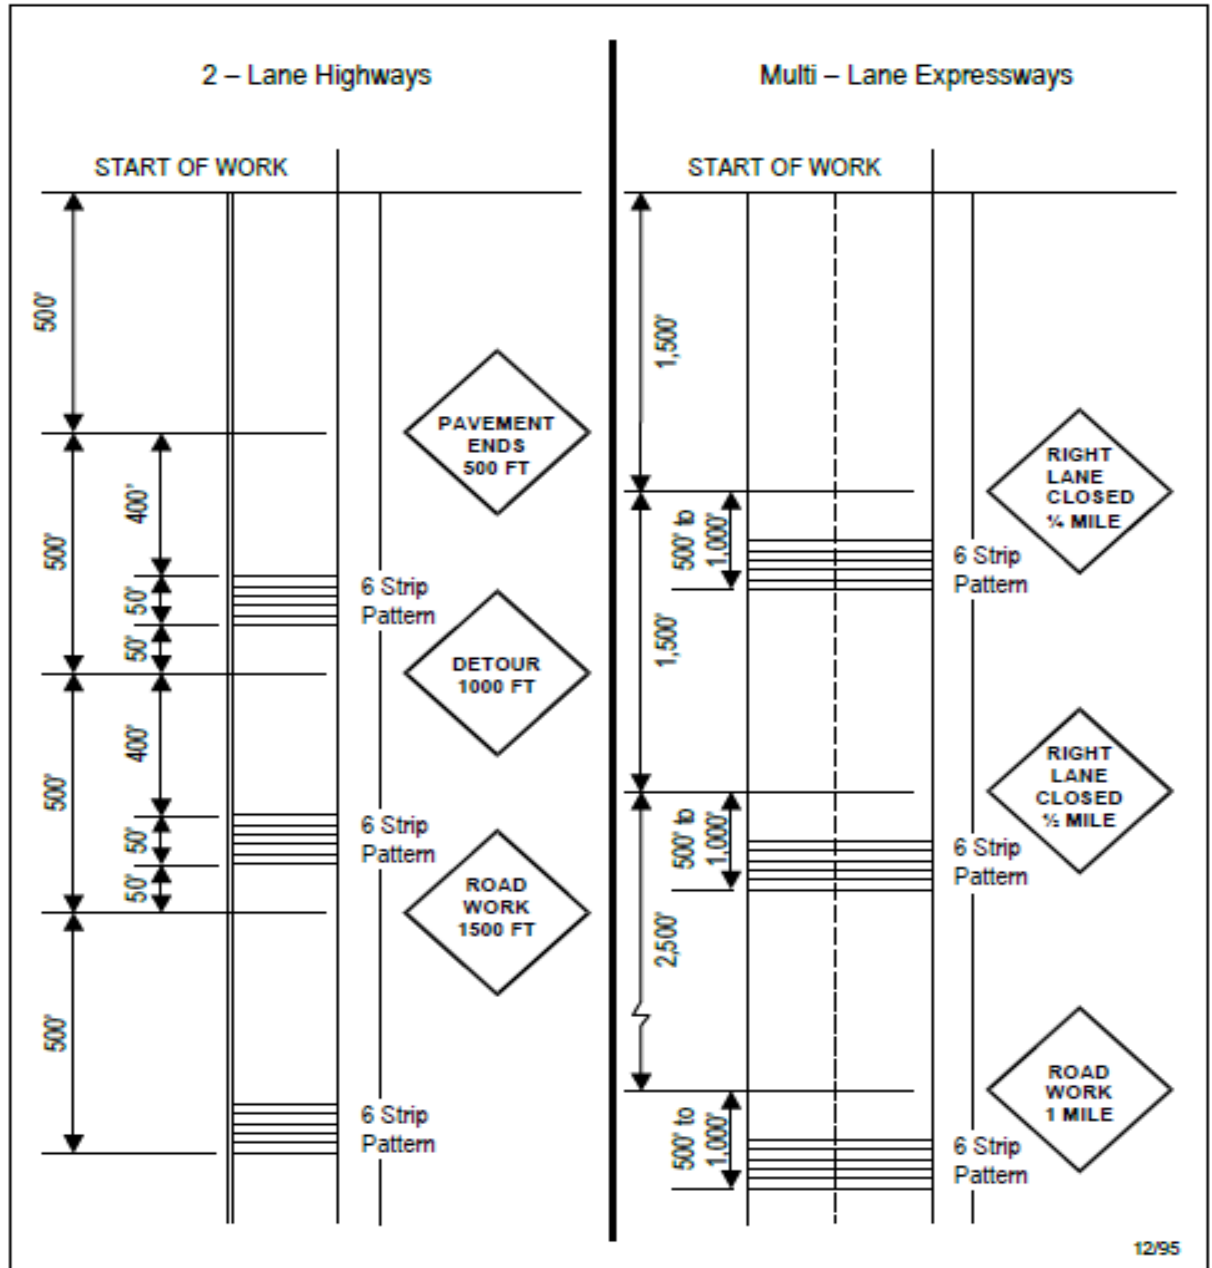 2 – Lane Highways
START OF WORK
500'
PAVEMENT
ENDS
500 FT
400'
500'
50'
6 Strip
Pattern
50'
DETOUR
1000 FT
400'
500'
50'
6 Strip
Pattern
50'
ROAD
WORK
1500 FT
500'
6 Strip
Pattern
Multi – Lane Expressways
START OF WORK
1,500'
RIGHT
LANE
CLOSED
¼ MILE
500' to
1,000'
6 Strip
Pattern
1,500'
RIGHT
LANE
CLOSED
½ MILE
500' to
1,000'
6 Strip
Pattern
2,500'
ROAD
WORK
1 MILE
500' to
1,000'
6 Strip
Pattern
12/95